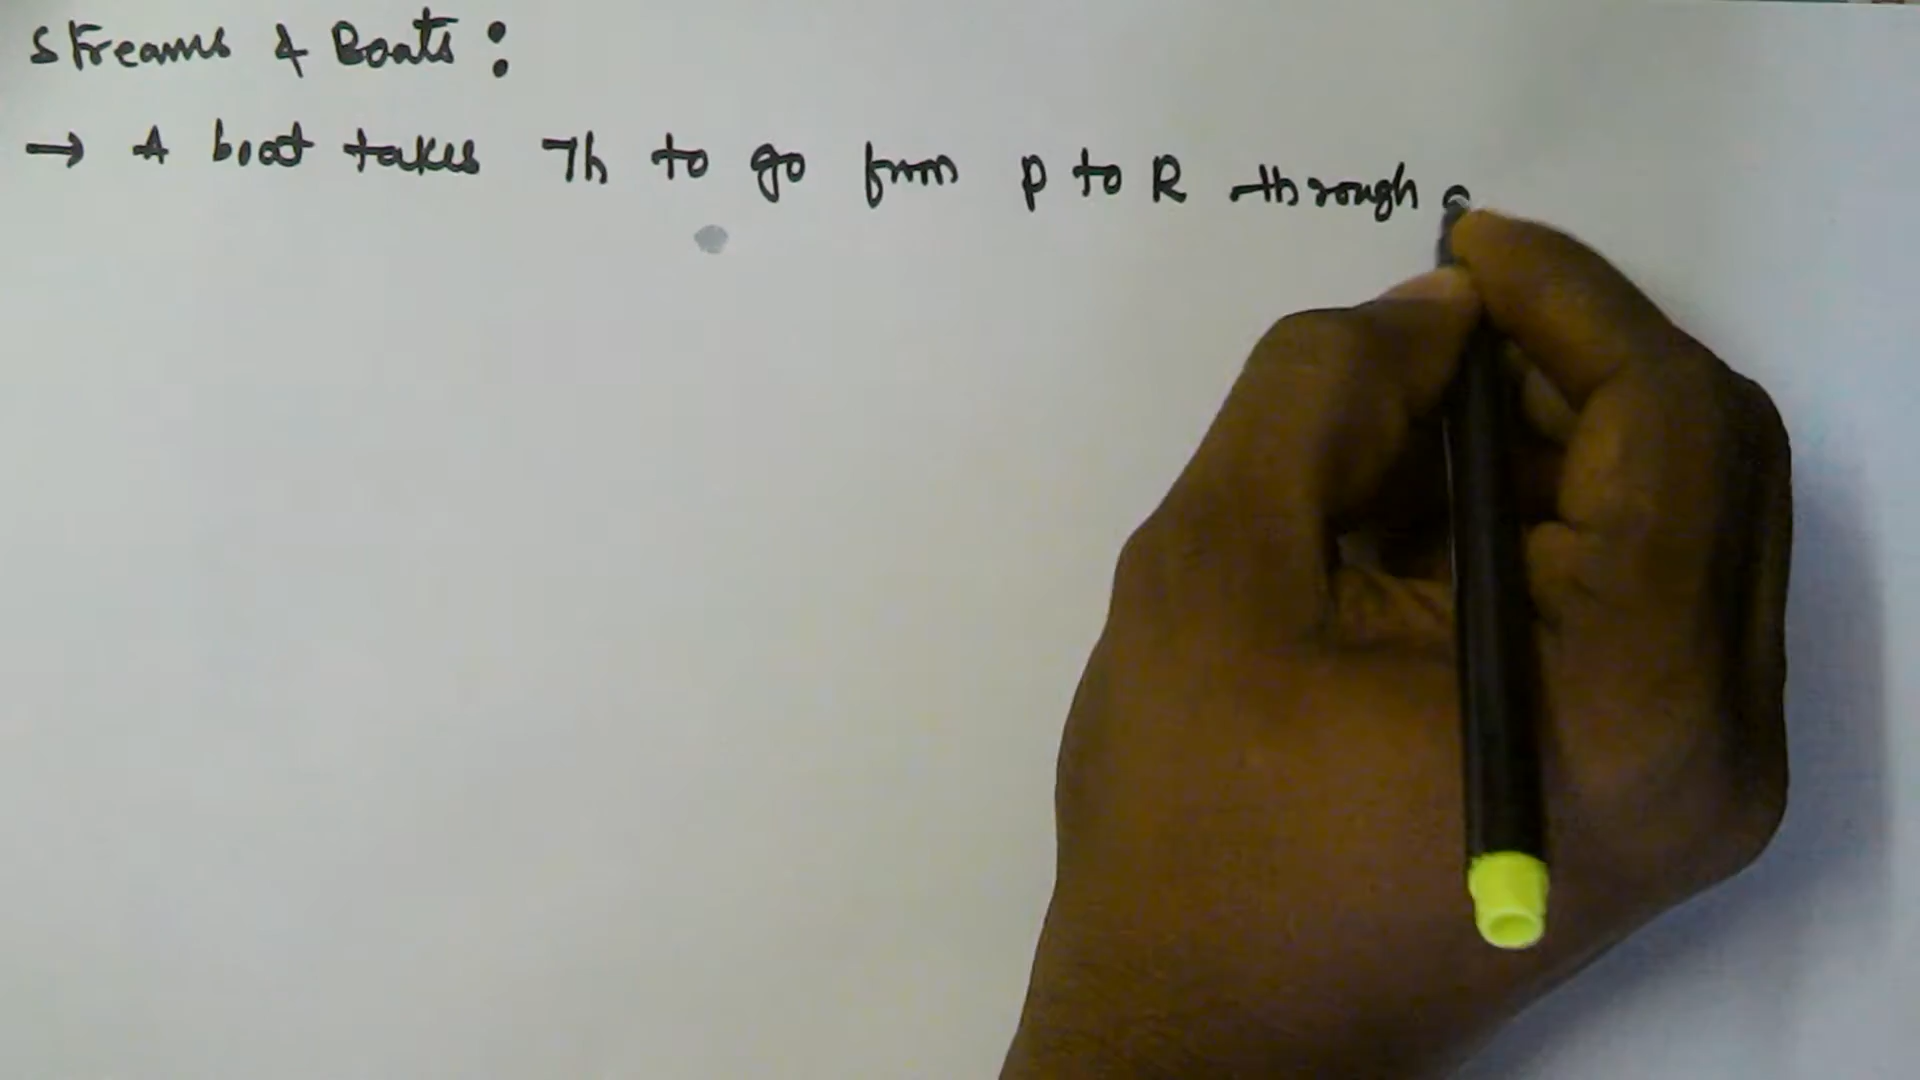 Streams & Boats :
→ A boat takes 7h to go from P to R through